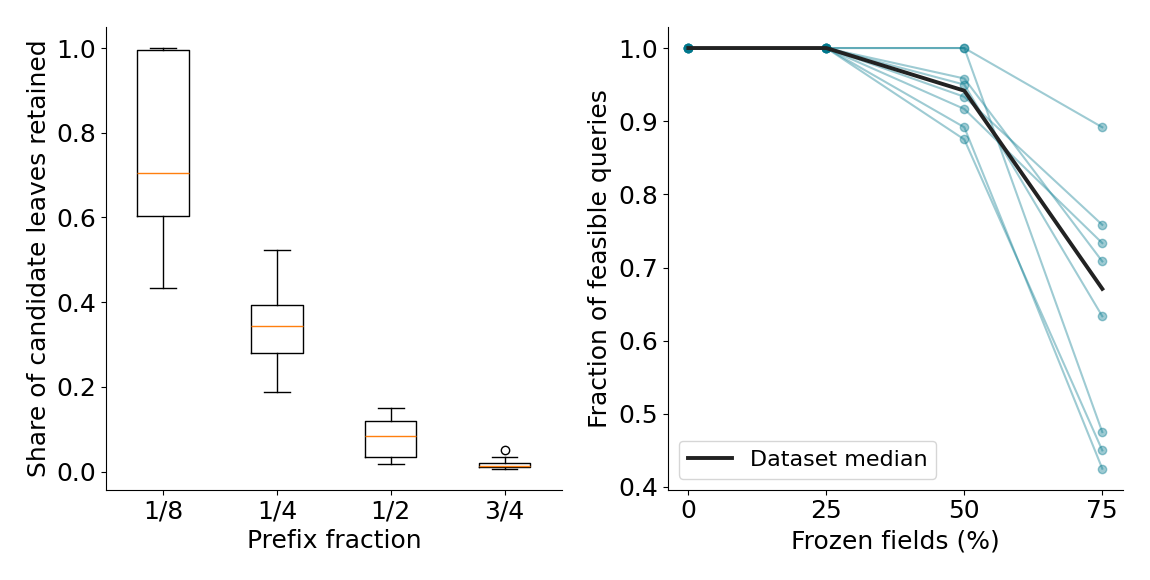 Share of candidate leaves retained
1.0
0.8
0.6
0.4
0.2
0.0
1/8 1/4 1/2 3/4
Prefix fraction
Fraction of feasible queries
1.0
0.9
0.8
0.7
0.6
0.5
0.4
Dataset median
0 25 50 75
Frozen fields (%)